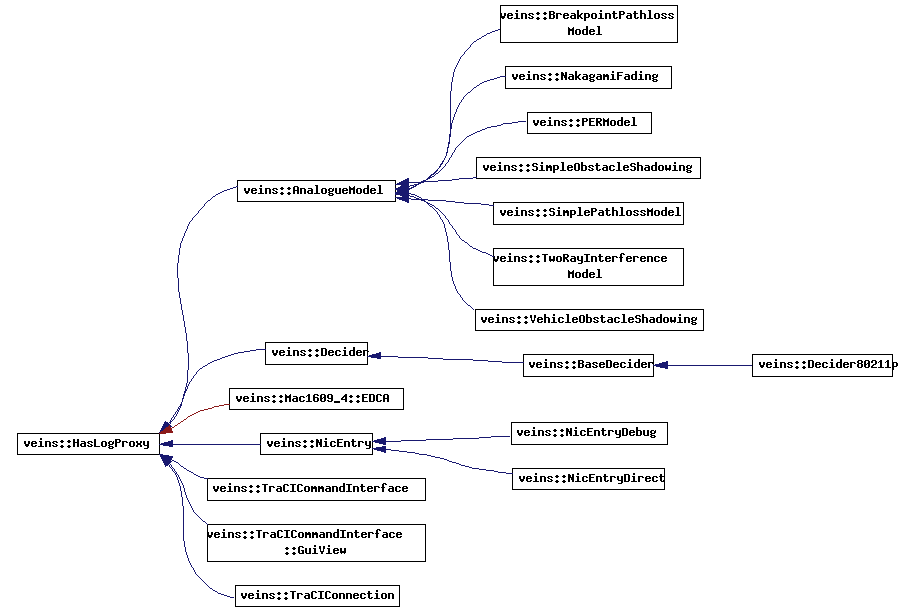 veins::BreakpointPathloss
Model
veins::NakagamiFading
veins::PERModel
veins::SimpleObstacleShadowing
veins::AnalogueModel
veins::SimplePathlossModel
veins::TwoRayInterference
Model
veins::VehicleObstacleShadowing
veins::Decider
veins::BaseDecider
veins::Decider80211p
veins::Mac1609_4::EDCA
veins::HasLogProxy
veins::NicEntry
veins::NicEntryDebug
veins::NicEntryDirect
veins::TraCICommandInterface
veins::TraCICommandInterface
::GuiView
veins::TraCIConnection